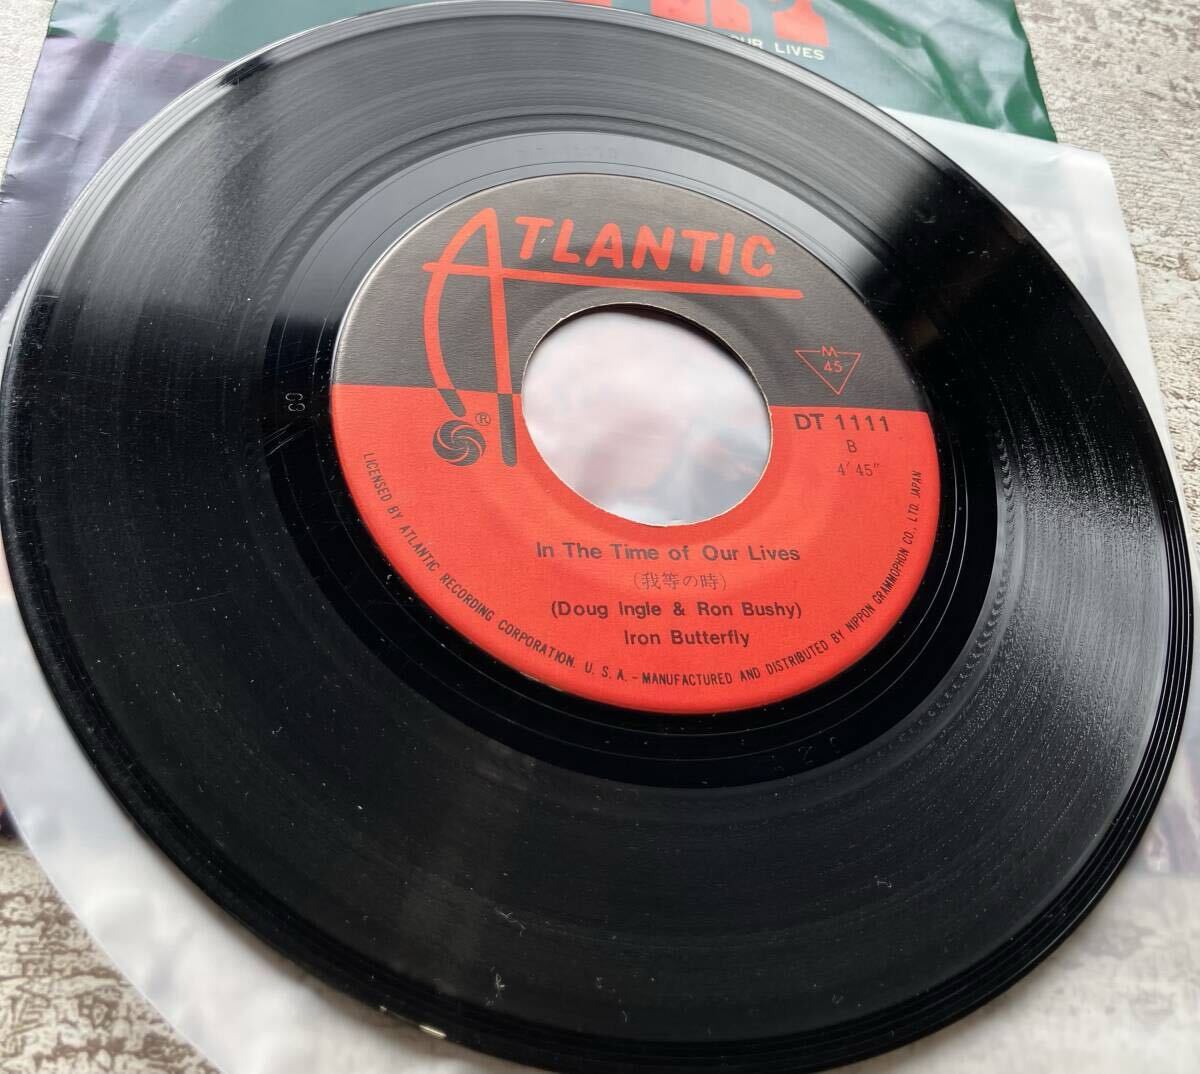 OUR LIVES
ATLANTIC
®
M
45
DT 1111
B
4'45"
In The Time of Our Lives
(我等の時)
(Doug Ingle & Ron Bushy)
Iron Butterfly
LICENSED BY ATLANTIC RECORDING CORPORATION. U. S. A. - MANUFACTURED AND DISTRIBUTED BY NIPPON GRAMMOPHON CO., LTD. JAPAN